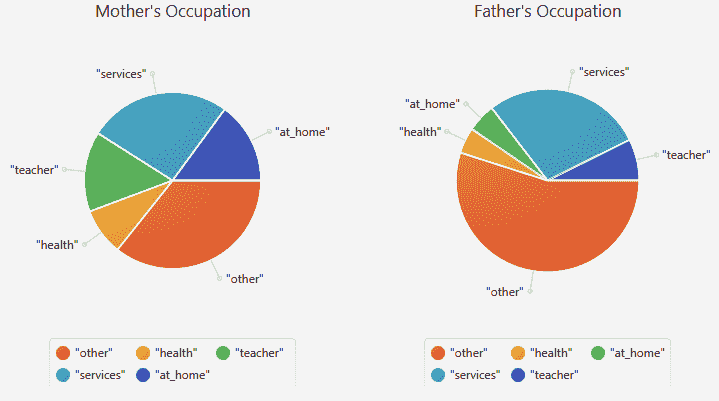 Mother's Occupation
"services"
"at_home"
"teacher"
"health"
"other"
"other" "health" "teacher"
"services" "at_home"
Father's Occupation
"services"
"at_home"
"health"
"teacher"
"other"
"other" "health" "at_home"
"services" "teacher"